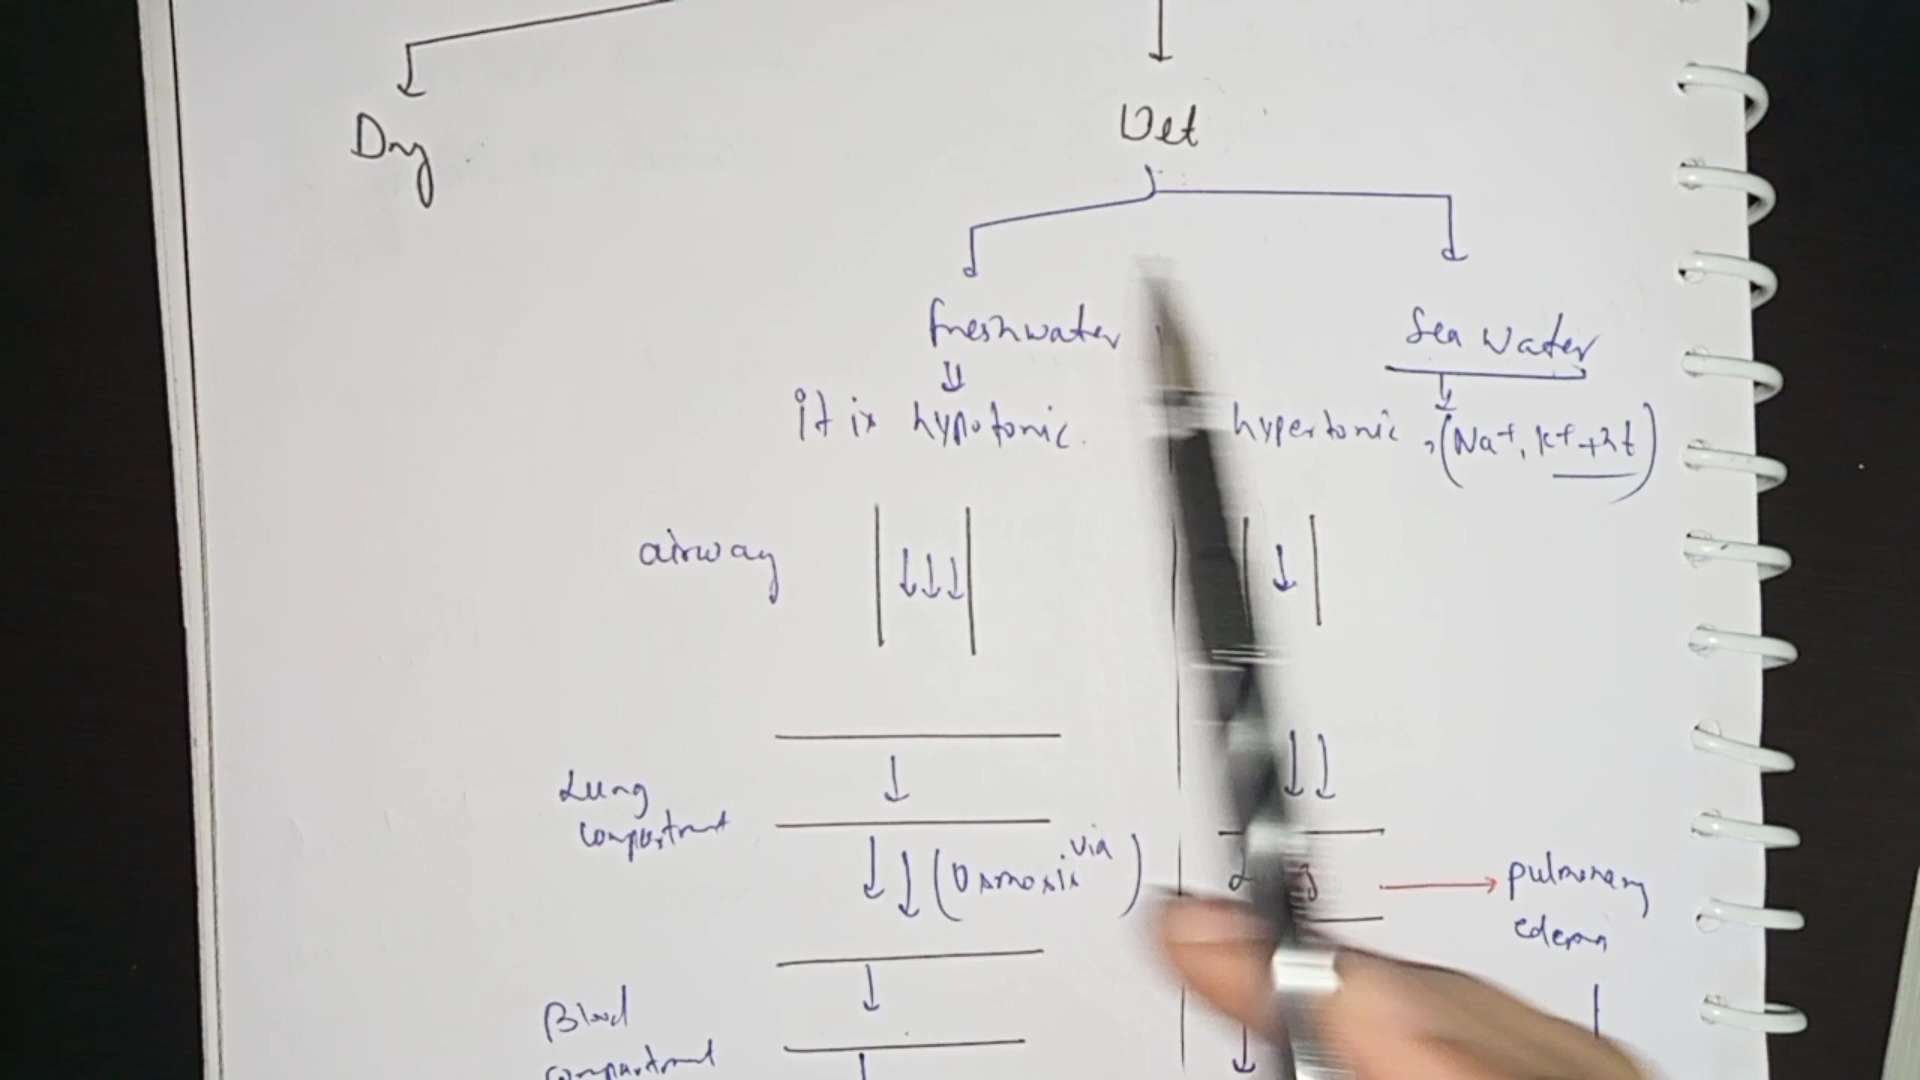 Dry
Wet
freshwater
Sea Water
it is hypotonic.
hypertonic, (Na+, K+
airway
Lung
compartment
(Osmosis via)
pulmonary
edema
Blood
compartment